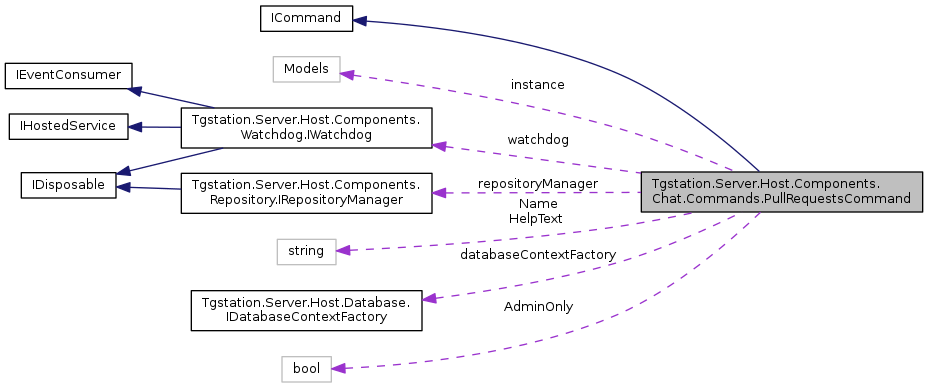 ICommand
Models
IEventConsumer
instance
IHostedService
Tgstation.Server.Host.Components.
Watchdog.IWatchdog
watchdog
IDisposable
Tgstation.Server.Host.Components.
Repository.IRepositoryManager
repositoryManager
Tgstation.Server.Host.Components.
Chat.Commands.PullRequestsCommand
Name
HelpText
string
databaseContextFactory
Tgstation.Server.Host.Database.
IDatabaseContextFactory
AdminOnly
bool